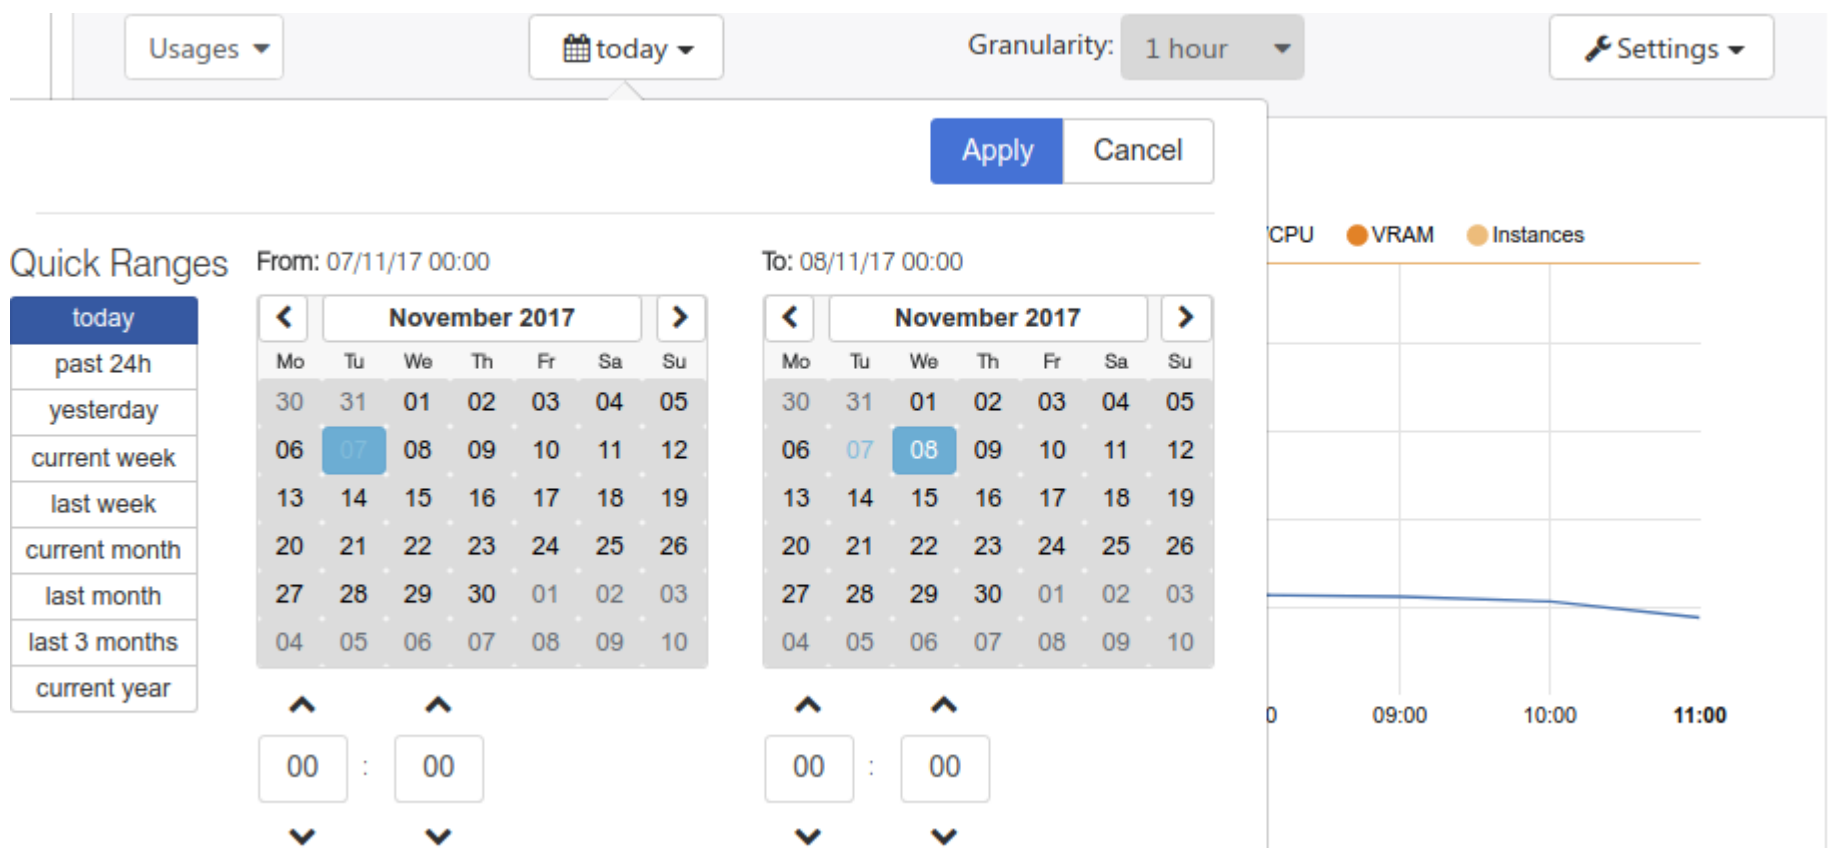 Usages
today
Granularity: 1 hour
Settings
Apply Cancel
CPU VRAM Instances
Quick Ranges
today
past 24h
yesterday
current week
last week
current month
last month
last 3 months
current year
From: 07/11/17 00:00
November 2017
Mo Tu We Th Fr Sa Su
30 31 01 02 03 04 05
06 07 08 09 10 11 12
13 14 15 16 17 18 19
20 21 22 23 24 25 26
27 28 29 30 01 02 03
04 05 06 07 08 09 10
00 : 00
To: 08/11/17 00:00
November 2017
Mo Tu We Th Fr Sa Su
30 31 01 02 03 04 05
06 07 08 09 10 11 12
13 14 15 16 17 18 19
20 21 22 23 24 25 26
27 28 29 30 01 02 03
04 05 06 07 08 09 10
00 : 00
0 09:00 10:00 11:00